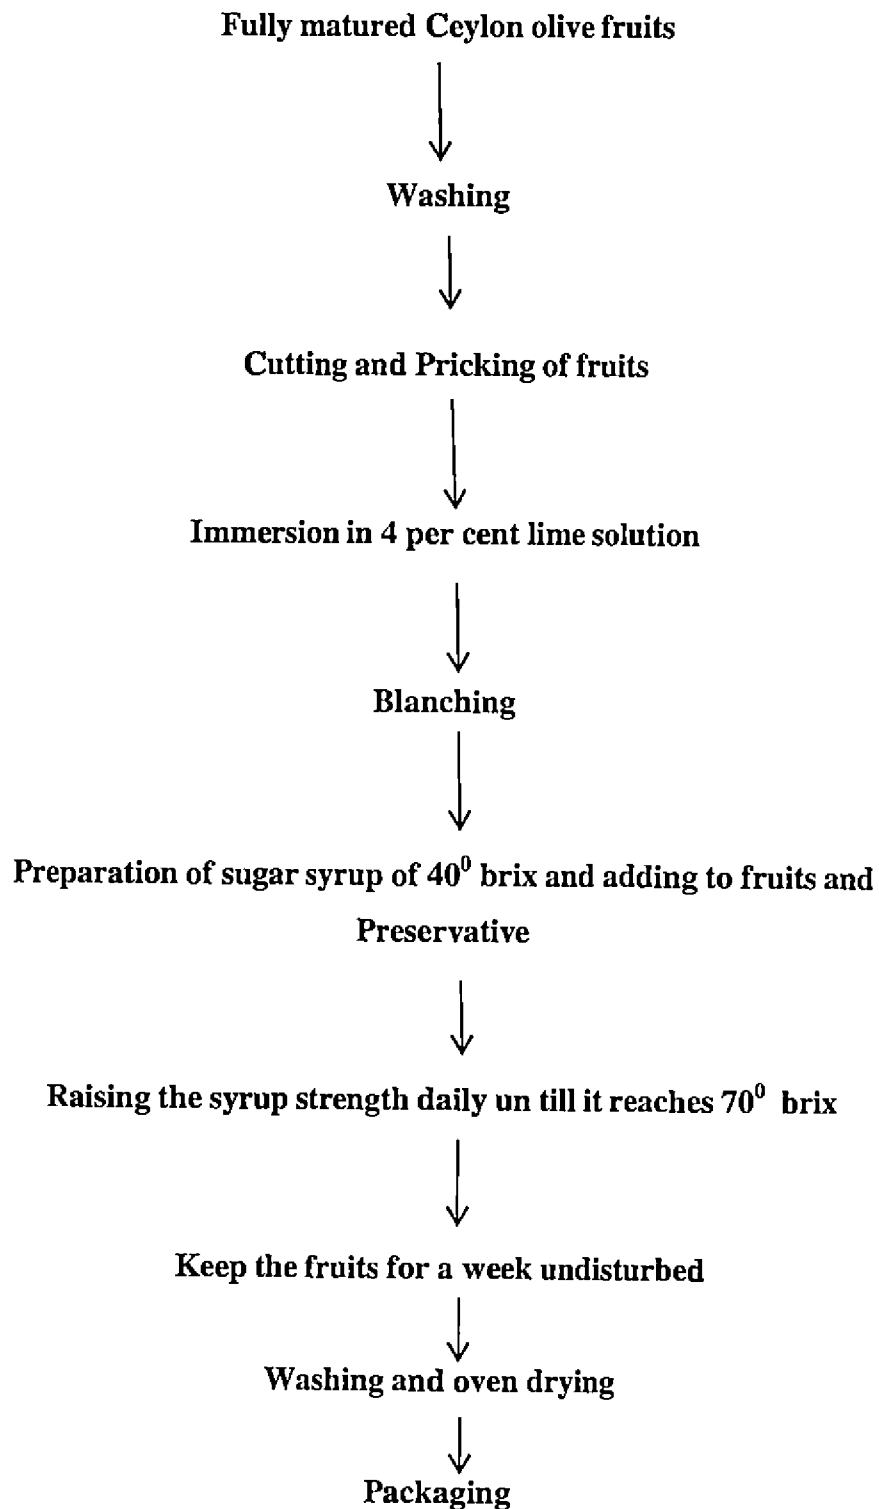 Fully matured Ceylon olive fruits
Washing
Cutting and Pricking of fruits
Immersion in 4 per cent lime solution
Blanching
Preparation of sugar syrup of 40⁰ brix and adding to fruits and
Preservative
Raising the syrup strength daily un till it reaches 70⁰ brix
Keep the fruits for a week undisturbed
Washing and oven drying
Packaging